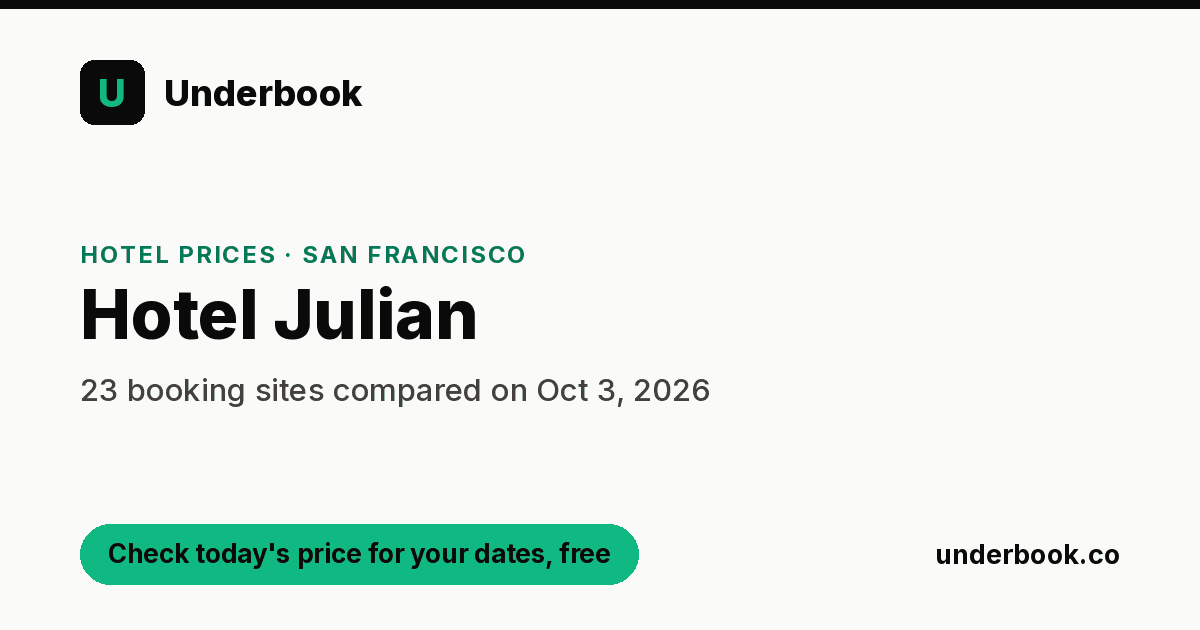 U Underbook
HOTEL PRICES · SAN FRANCISCO
Hotel Julian
23 booking sites compared on Oct 3, 2026
Check today's price for your dates, free
underbook.co